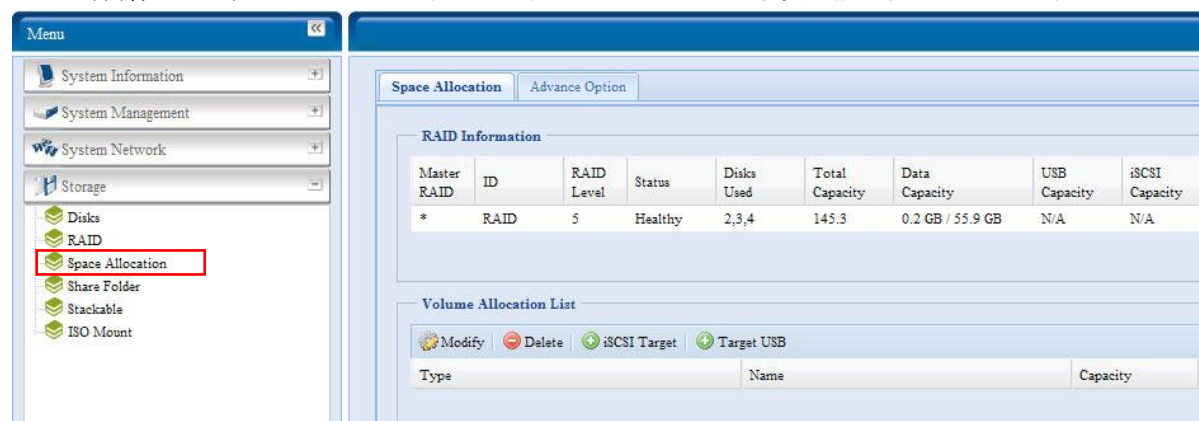 Menu
System Information
System Management
System Network
Storage
Disks
RAID
Space Allocation
Share Folder
Stackable
ISO Mount
Space Allocation Advance Option
RAID Information
Master RAID ID RAID Level Status Disks Used Total Capacity Data Capacity USB Capacity iSCSI Capacity
* RAID 5 Healthy 2,3,4 145.3 0.2 GB / 55.9 GB N/A N/A
Volume Allocation List
Modify Delete iSCSI Target Target USB
Type Name Capacity